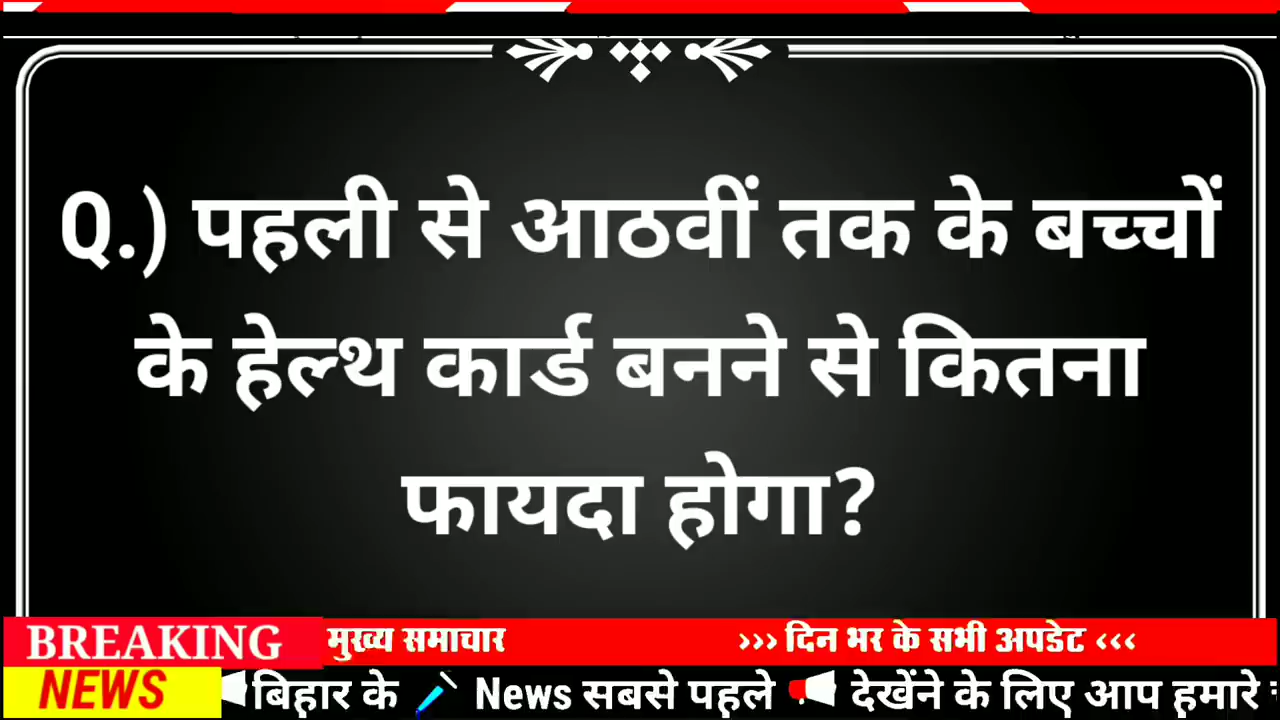 Q.) पहली से आठवीं तक के बच्चों
के हेल्थ कार्ड बनने से कितना
फायदा होगा?
BREAKING
NEWS
मुख्य समाचार
››› दिन भर के सभी अपडेट ‹‹‹
बिहार के News सबसे पहले देखेंने के लिए आप हमारे